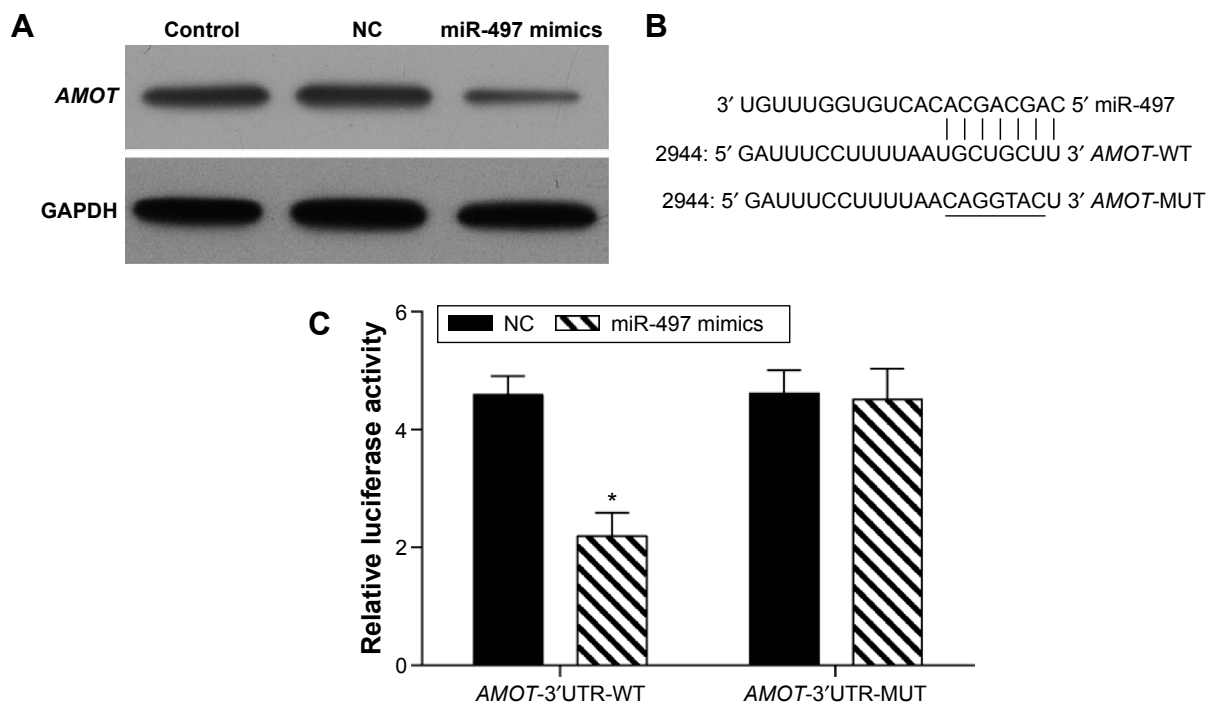 A
Control NC miR-497 mimics
AMOT
GAPDH
B
3′ UGUUUGGUGUCACACGACGAC 5′ miR-497
2944: 5′ GAUUUCCUUUUAAUGCUGCUU 3′ AMOT-WT
2944: 5′ GAUUUCCUUUUAACAGGTACU 3′ AMOT-MUT
C
NC miR-497 mimics
Relative luciferase activity
6
4
2
0
*
AMOT-3′UTR-WT AMOT-3′UTR-MUT